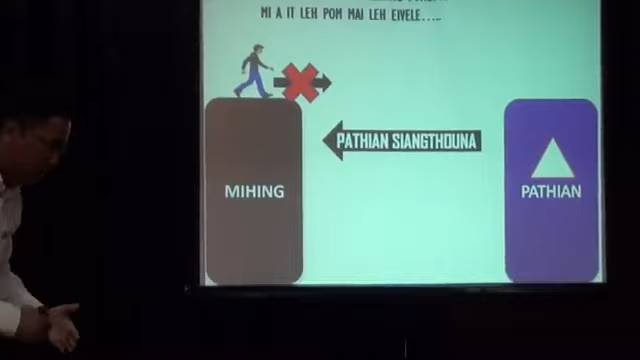 MI A IT LEH POM MAI LEH EIVELE.....
PATHIAN SIANGTHOUNA
MIHING
PATHIAN